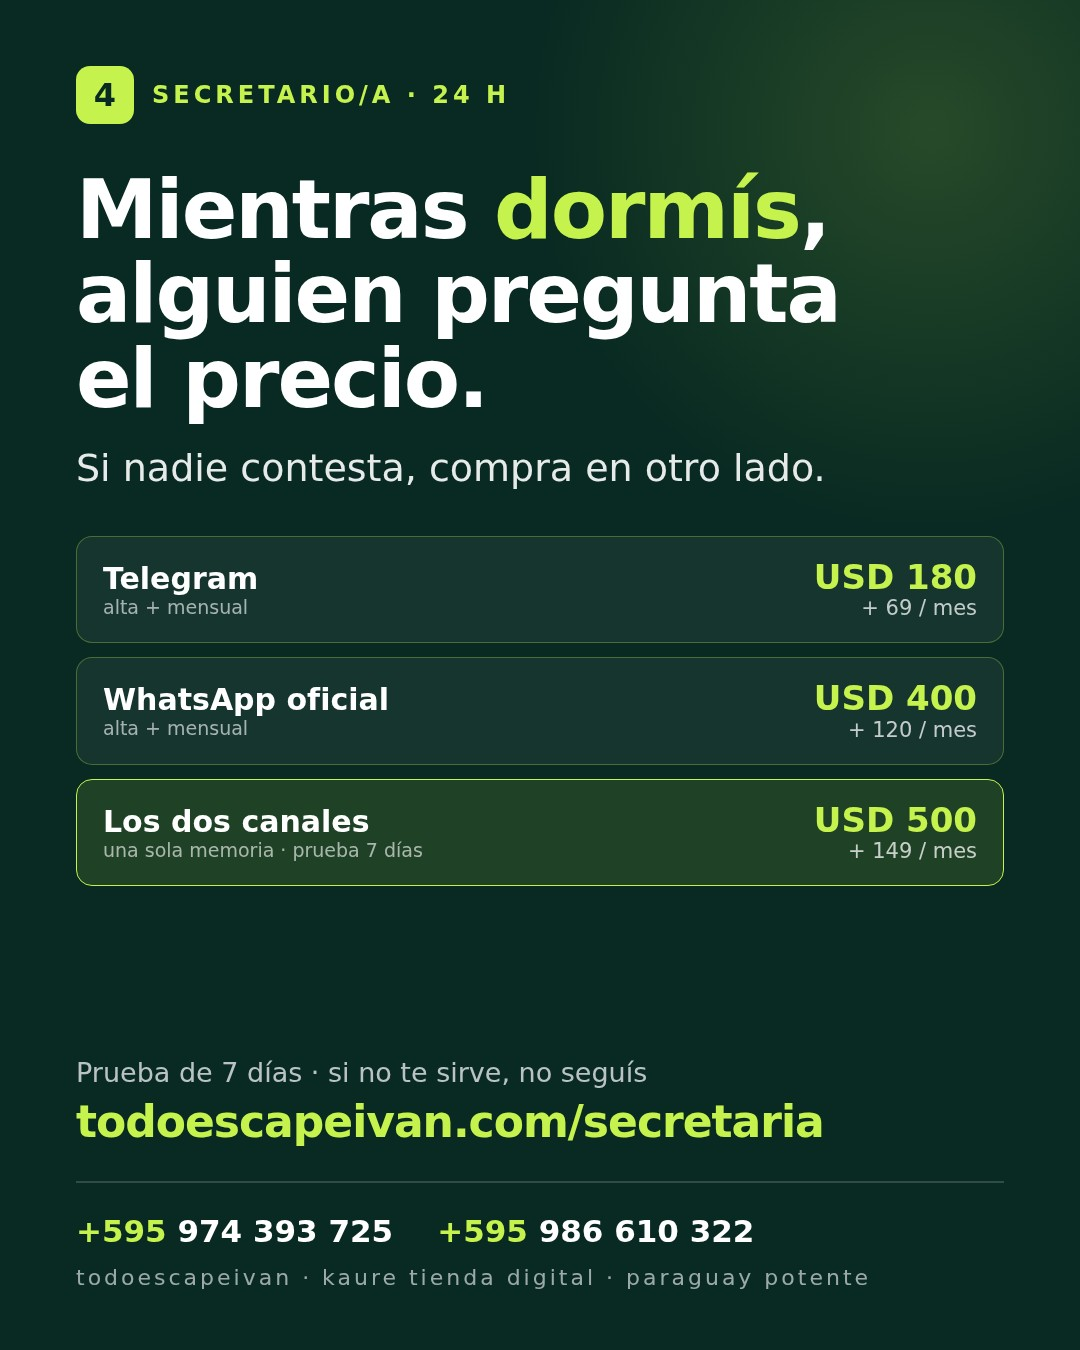 4 SECRETARIO/A · 24 H
Mientras dormís,
alguien pregunta
el precio.
Si nadie contesta, compra en otro lado.
Telegram
alta + mensual
USD 180
+ 69 / mes
WhatsApp oficial
alta + mensual
USD 400
+ 120 / mes
Los dos canales
una sola memoria · prueba 7 días
USD 500
+ 149 / mes
Prueba de 7 días · si no te sirve, no seguís
todoescapeivan.com/secretaria
+595 974 393 725 +595 986 610 322
todoescapeivan · kaure tienda digital · paraguay potente